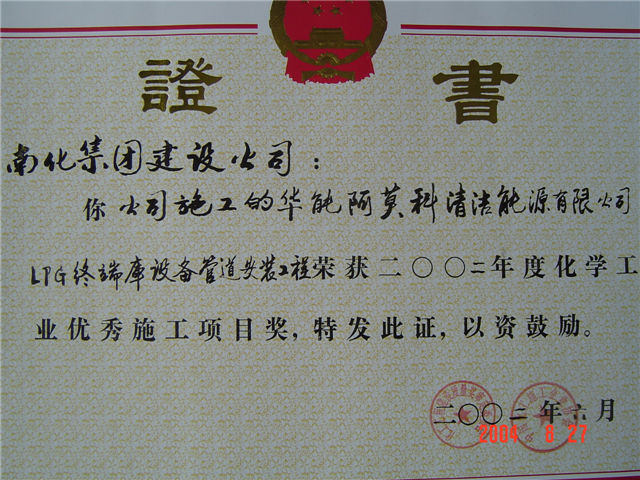 證 書
南化集团建设公司：
你公司施工的华能阿莫科清洁能源有限公司
LPG终端库设备管道安装工程荣获二〇〇二年度化学工
业优秀施工项目奖，特发此证，以资鼓励。
二〇〇二年六月
2004 8 27